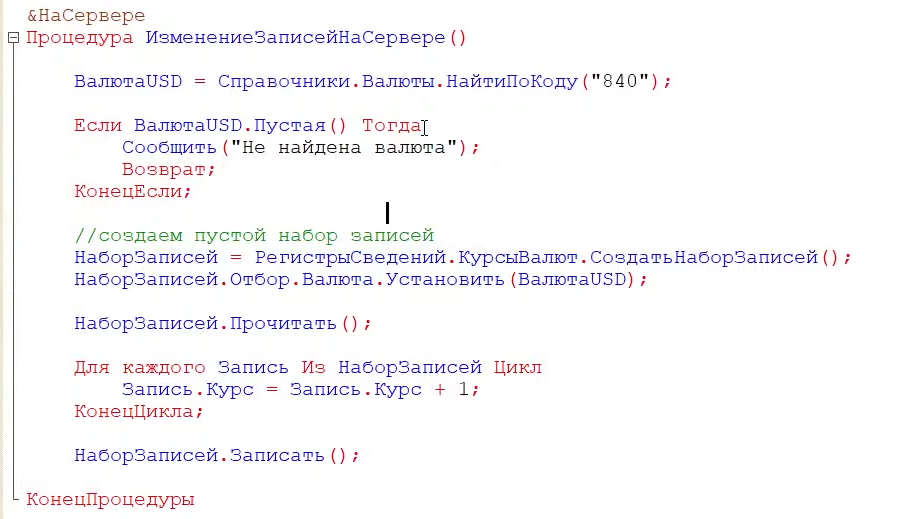 &НаСервере
Процедура ИзменениеЗаписейНаСервере()
ВалютаUSD = Справочники.Валюты.НайтиПоКоду("840");
Если ВалютаUSD.Пустая() Тогда
Сообщить("Не найдена валюта");
Возврат;
КонецЕсли;
//создаем пустой набор записей
НаборЗаписей = РегистрыСведений.КурсыВалют.СоздатьНаборЗаписей();
НаборЗаписей.Отбор.Валюта.Установить(ВалютаUSD);
НаборЗаписей.Прочитать();
Для каждого Запись Из НаборЗаписей Цикл
Запись.Курс = Запись.Курс + 1;
КонецЦикла;
НаборЗаписей.Записать();
КонецПроцедуры